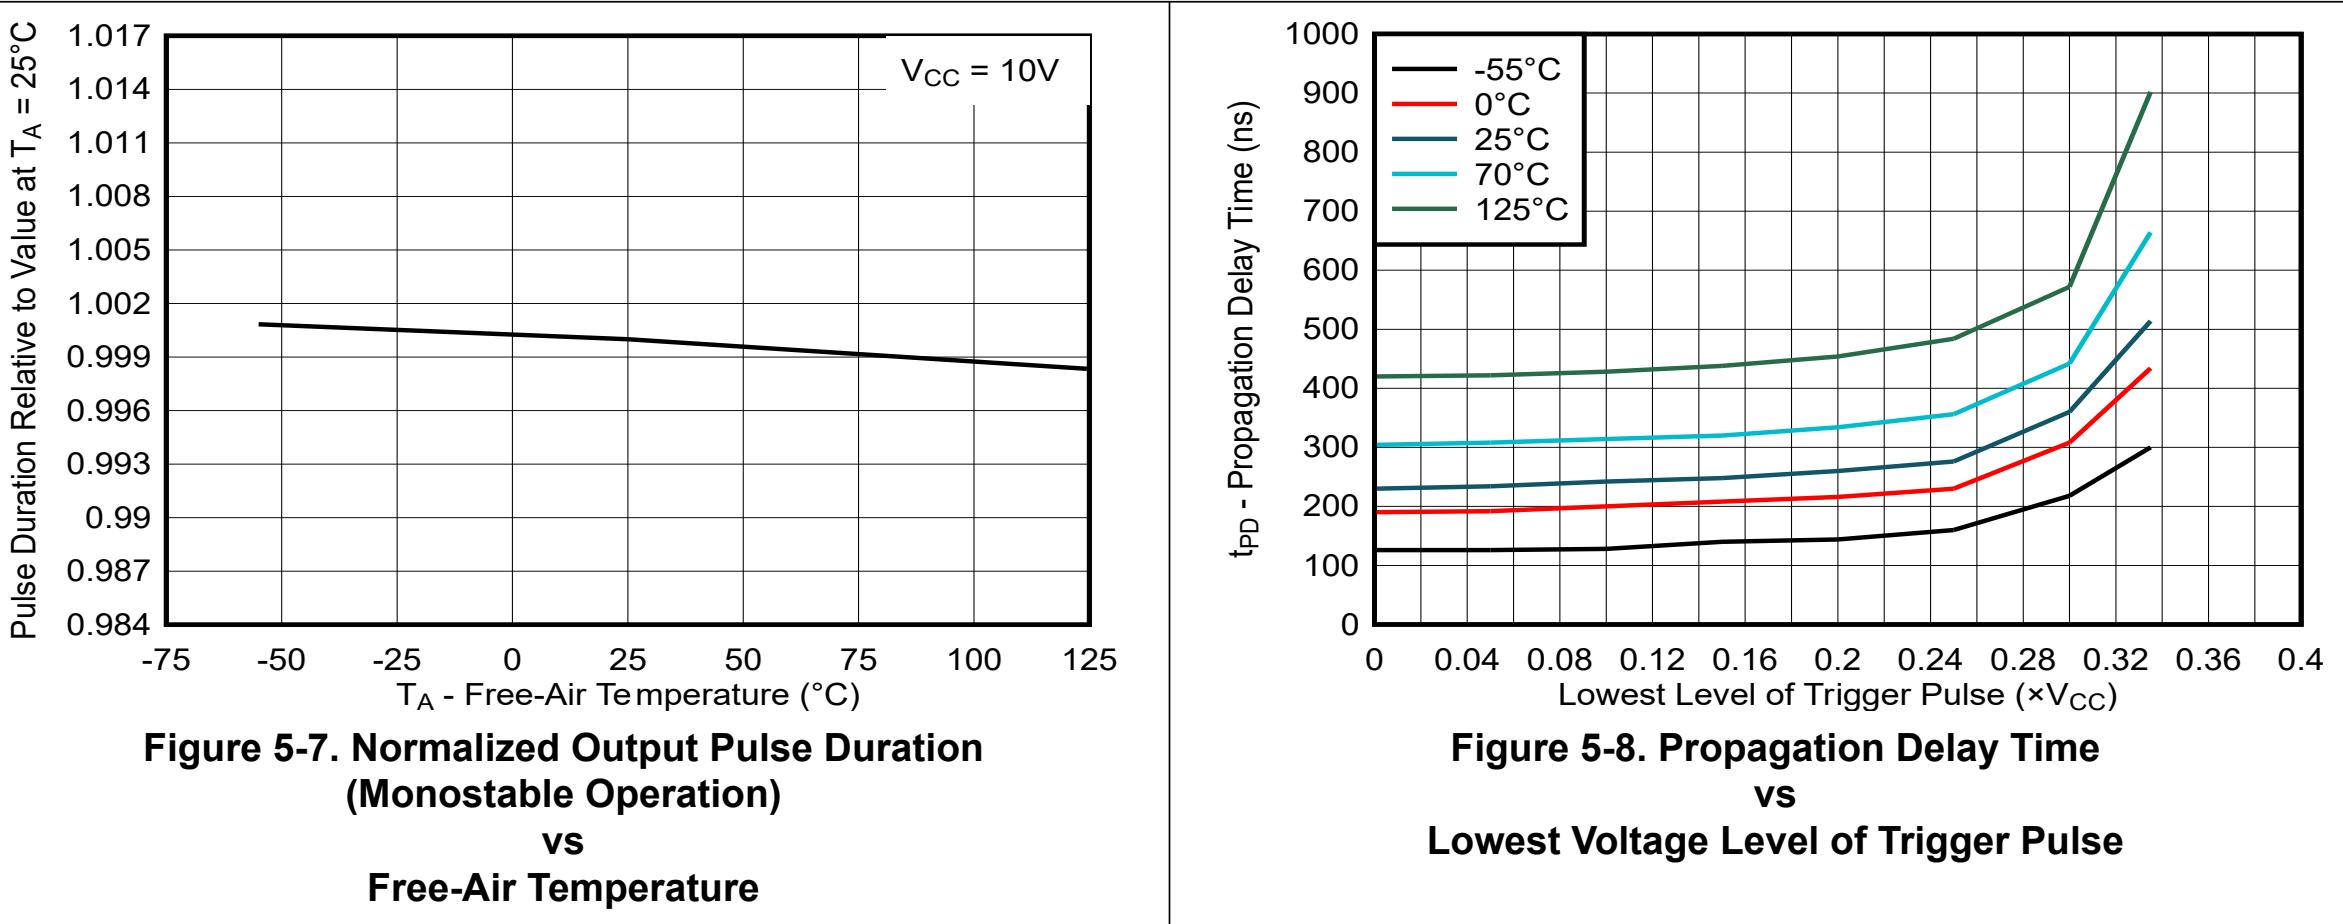 Pulse Duration Relative to Value at TA = 25°C
1.017
1.014
1.011
1.008
1.005
1.002
0.999
0.996
0.993
0.99
0.987
0.984
VCC = 10V
-75 -50 -25 0 25 50 75 100 125
TA - Free-Air Temperature (°C)
Figure 5-7. Normalized Output Pulse Duration
(Monostable Operation)
vs
Free-Air Temperature
tPD - Propagation Delay Time (ns)
1000
900
800
700
600
500
400
300
200
100
0
-55°C
0°C
25°C
70°C
125°C
0 0.04 0.08 0.12 0.16 0.2 0.24 0.28 0.32 0.36 0.4
Lowest Level of Trigger Pulse (×VCC)
Figure 5-8. Propagation Delay Time
vs
Lowest Voltage Level of Trigger Pulse